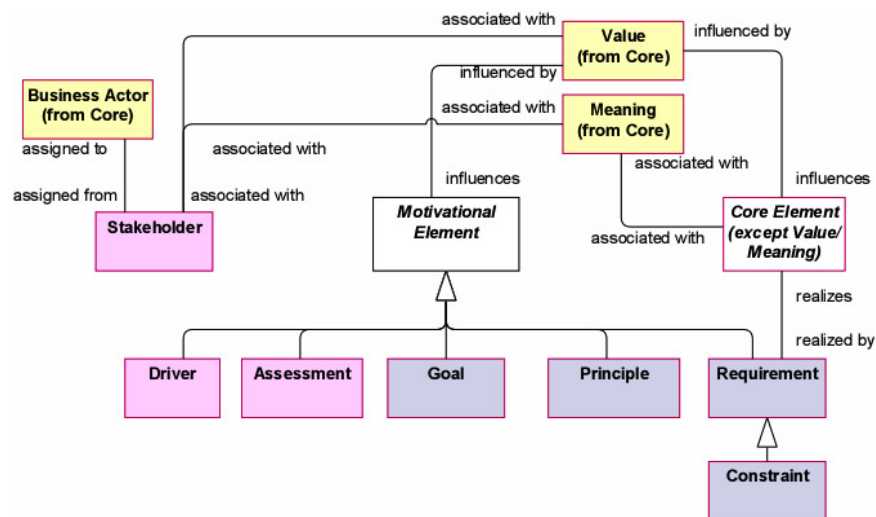 associated with
Value
(from Core)
influenced by
influenced by
Business Actor
(from Core)
associated with
Meaning
(from Core)
assigned to
associated with
associated with
assigned from
associated with
influences
influences
Stakeholder
Motivational
Element
associated with
Core Element
(except Value/
Meaning)
realizes
realized by
Driver
Assessment
Goal
Principle
Requirement
Constraint